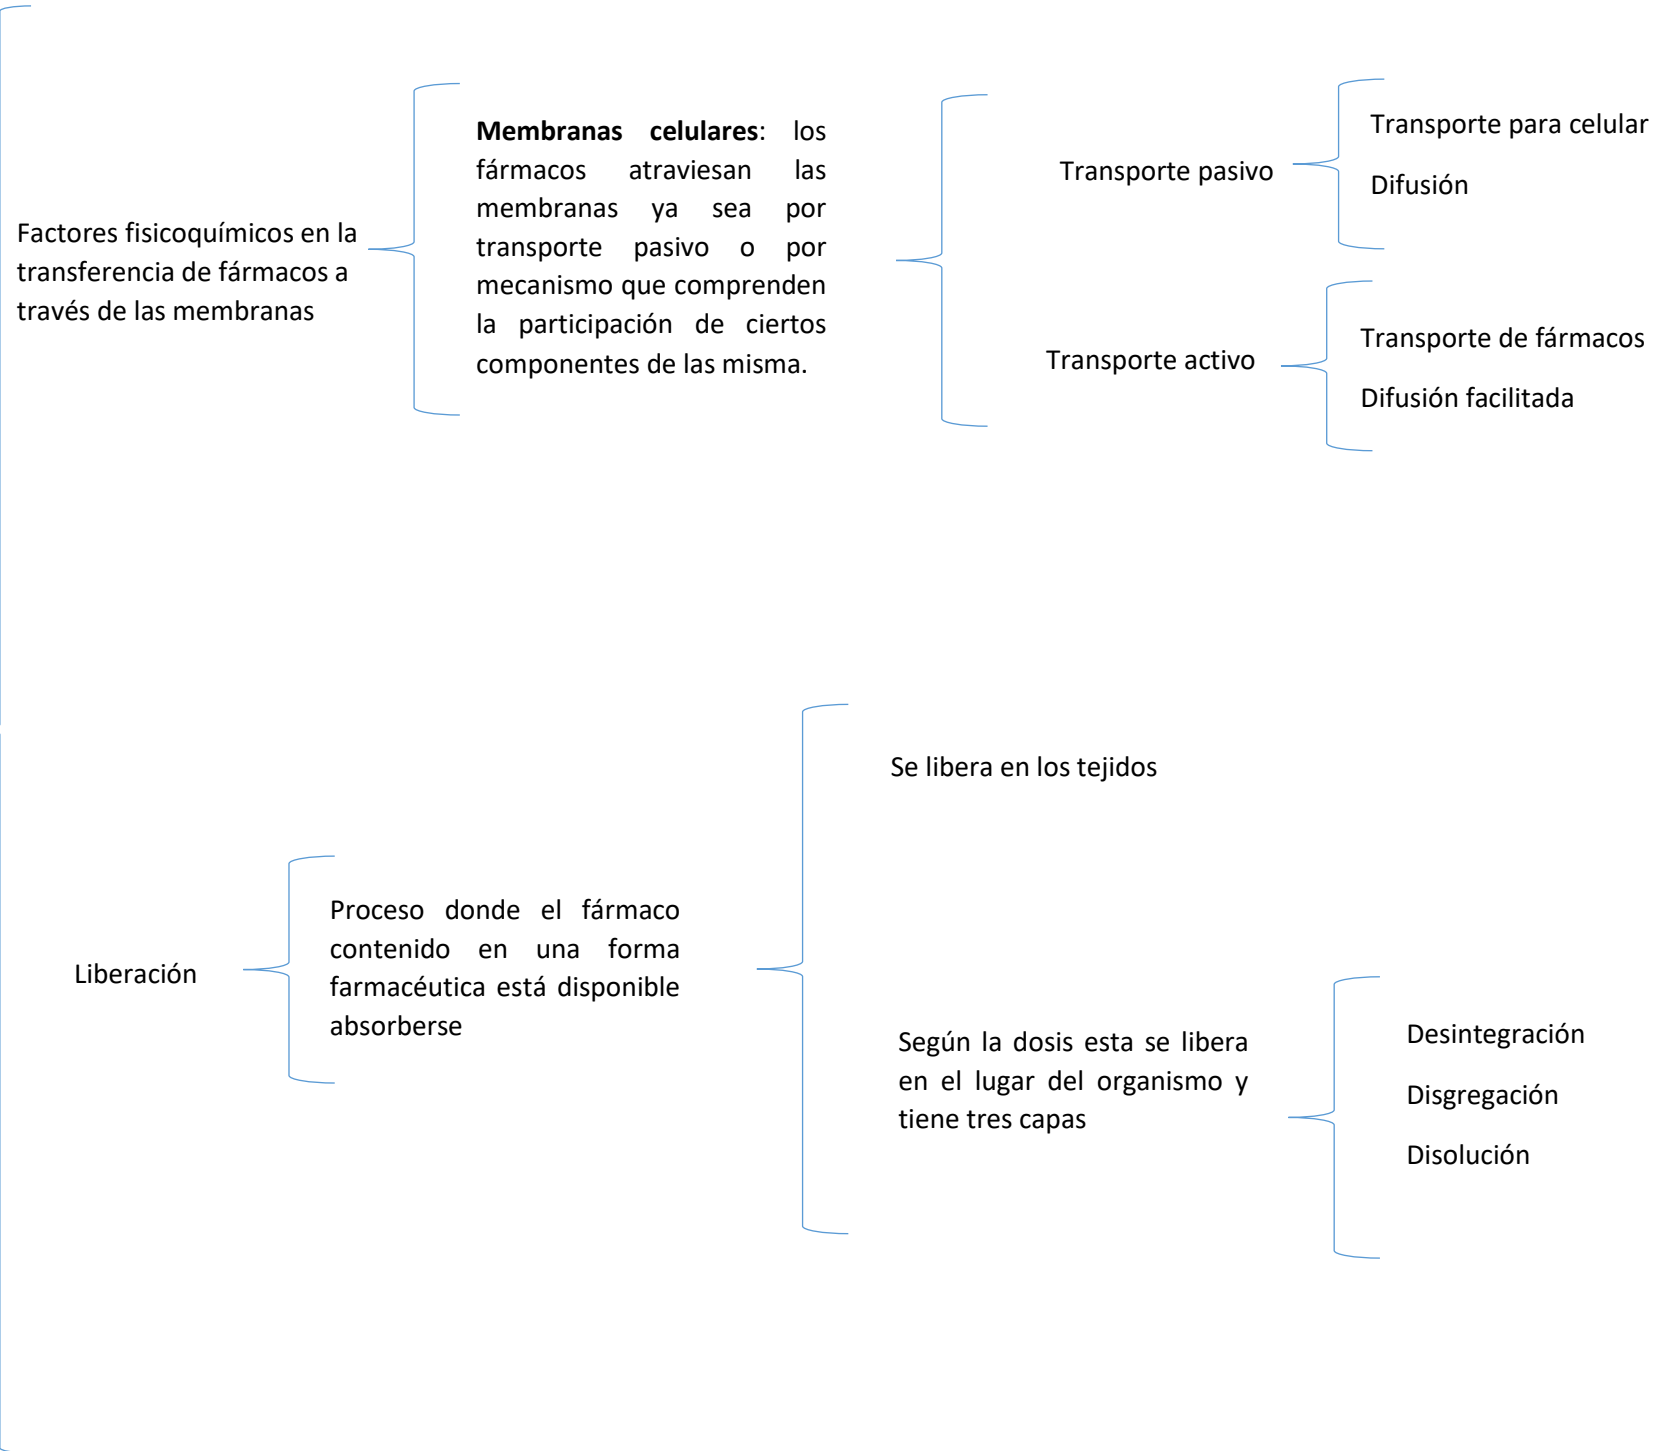 Factores fisicoquímicos en la
transferencia de fármacos a
través de las membranas
Membranas celulares: los
fármacos atraviesan las
membranas ya sea por
transporte pasivo o por
mecanismo que comprenden
la participación de ciertos
componentes de las misma.
Transporte pasivo
Transporte para celular
Difusión
Transporte activo
Transporte de fármacos
Difusión facilitada
Liberación
Proceso donde el fármaco
contenido en una forma
farmacéutica está disponible
absorberse
Se libera en los tejidos
Según la dosis esta se libera
en el lugar del organismo y
tiene tres capas
Desintegración
Disgregación
Disolución